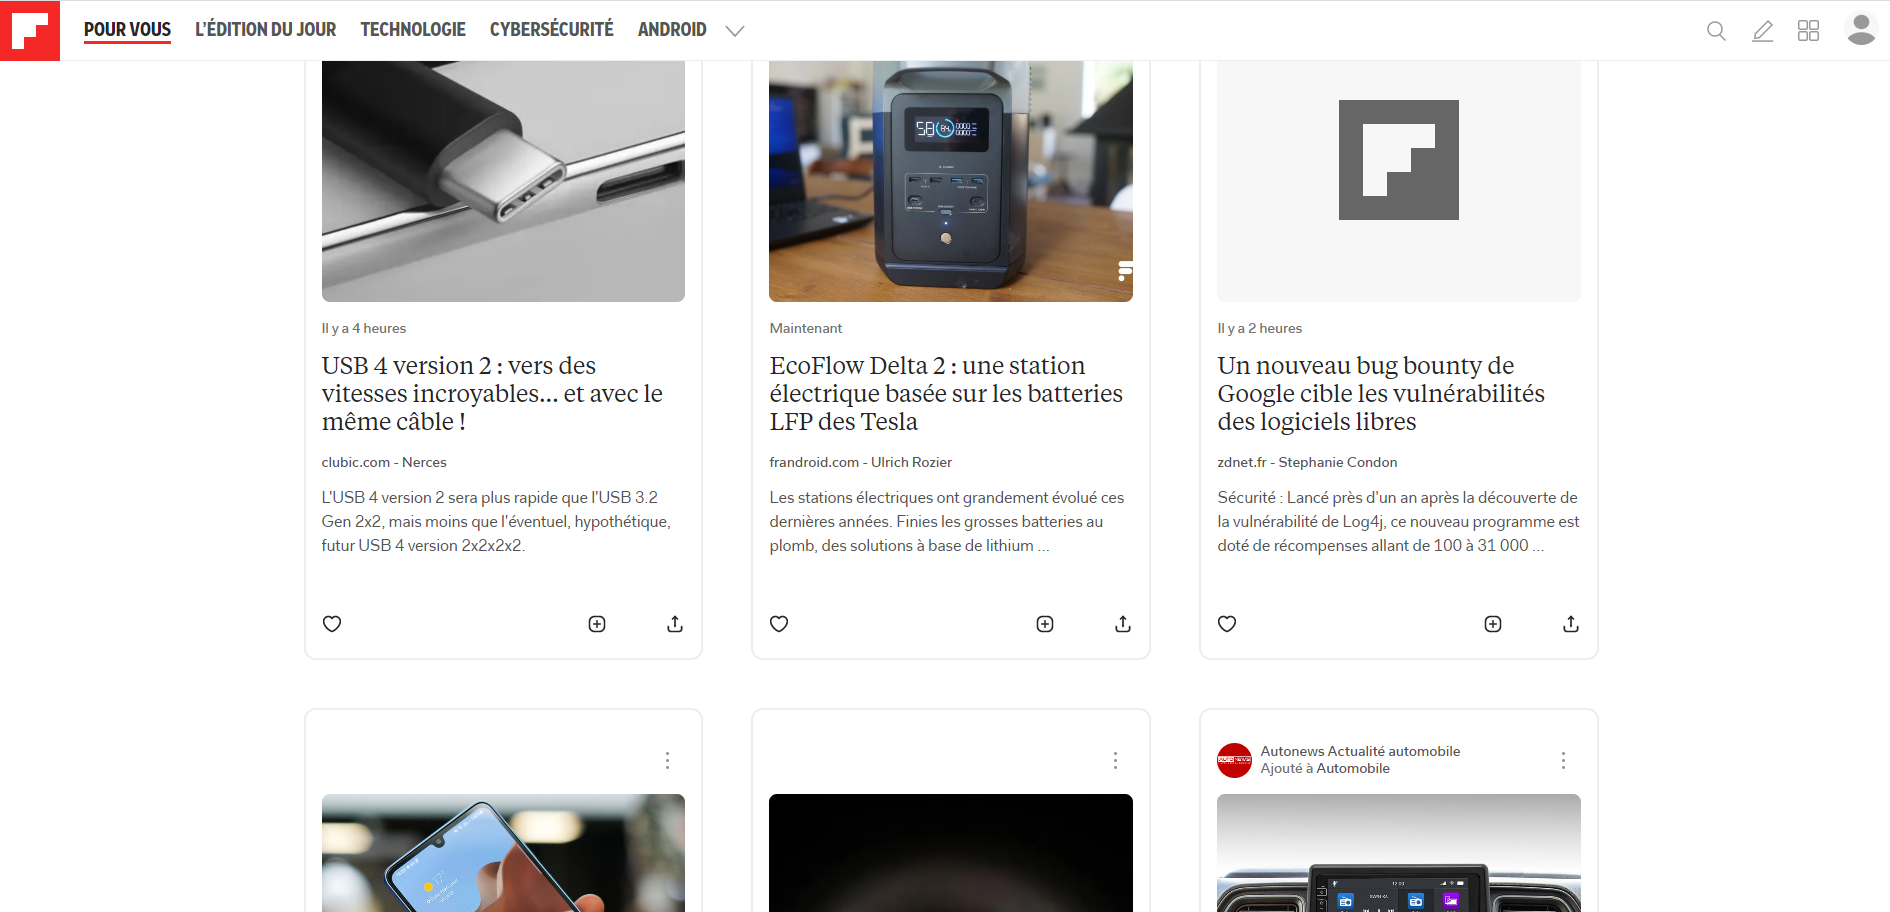 POUR VOUS L'ÉDITION DU JOUR TECHNOLOGIE CYBERSÉCURITÉ ANDROID
Il y a 4 heures
USB 4 version 2 : vers des
vitesses incroyables... et avec le
même câble !
clubic.com - Nerces
L'USB 4 version 2 sera plus rapide que l'USB 3.2
Gen 2x2, mais moins que l'éventuel, hypothétique,
futur USB 4 version 2x2x2x2.
Maintenant
EcoFlow Delta 2 : une station
électrique basée sur les batteries
LFP des Tesla
frandroid.com - Ulrich Rozier
Les stations électriques ont grandement évolué ces
dernières années. Finies les grosses batteries au
plomb, des solutions à base de lithium ...
Il y a 2 heures
Un nouveau bug bounty de
Google cible les vulnérabilités
des logiciels libres
zdnet.fr - Stephanie Condon
Sécurité : Lancé près d'un an après la découverte de
la vulnérabilité de Log4j, ce nouveau programme est
doté de récompenses allant de 100 à 31 000 ...
Autonews Actualité automobile
Ajouté à Automobile